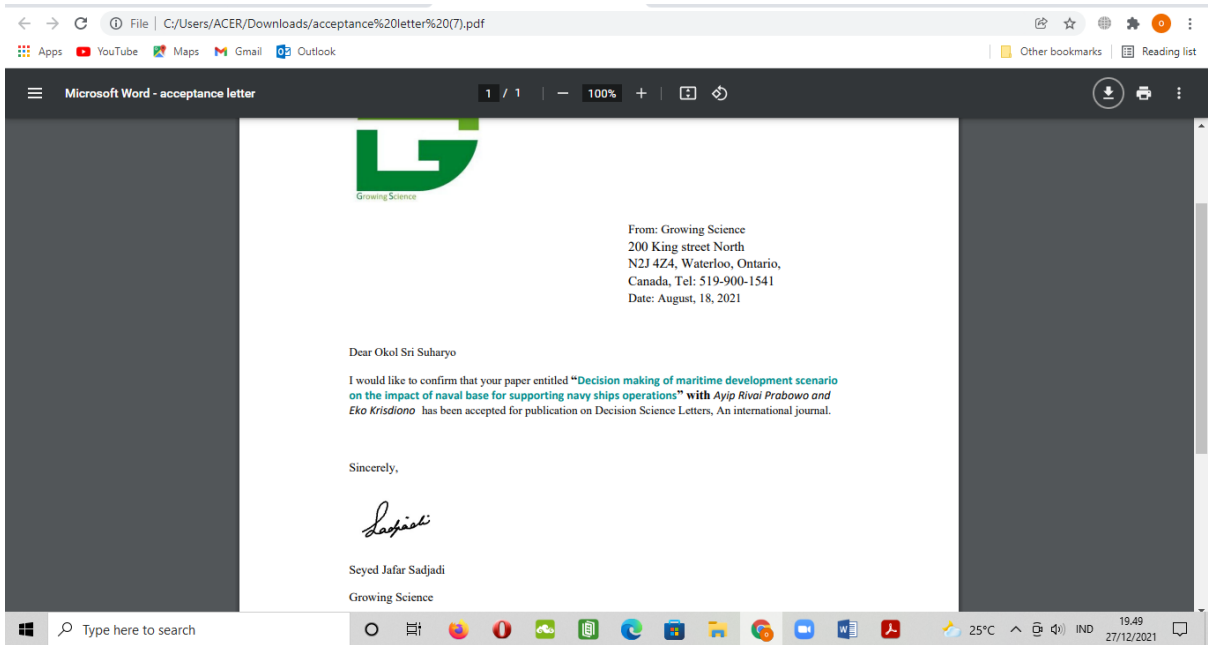 File | C:/Users/ACER/Downloads/acceptance%20letter%20(7).pdf
Apps YouTube Maps Gmail Outlook Other bookmarks Reading list
Microsoft Word - acceptance letter 1 / 1 100%
Growing Science
From: Growing Science
200 King street North
N2J 4Z4, Waterloo, Ontario,
Canada, Tel: 519-900-1541
Date: August, 18, 2021
Dear Okol Sri Suharyo
I would like to confirm that your paper entitled “Decision making of maritime development scenario
on the impact of naval base for supporting navy ships operations” with Ayip Rivai Prabowo and
Eko Krisdiono has been accepted for publication on Decision Science Letters, An international journal.
Sincerely,
Sadjadi
Seyed Jafar Sadjadi
Growing Science
Type here to search 25°C IND 19.49
27/12/2021